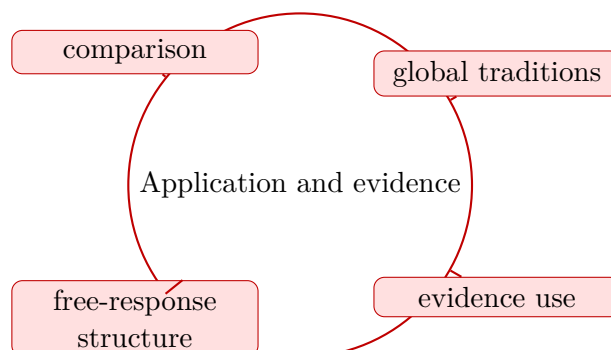 comparison
global traditions
Application and evidence
free-response
structure
evidence use